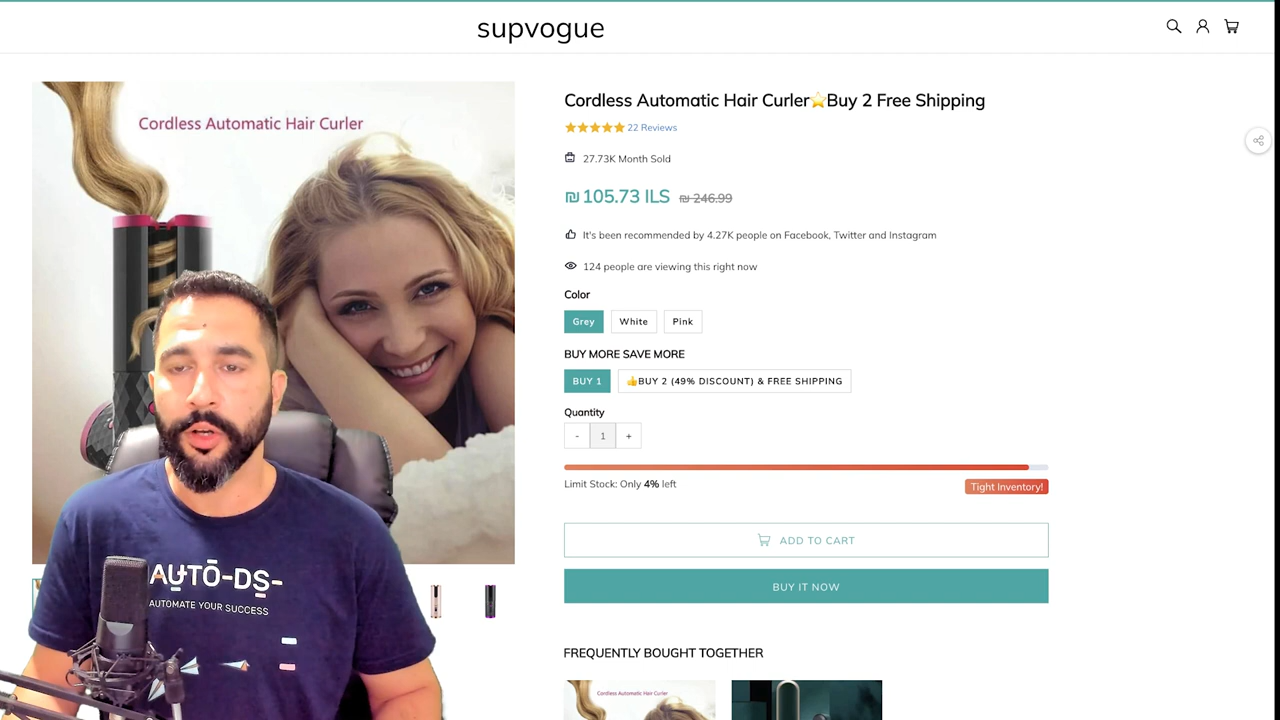 supvogue
Cordless Automatic Hair Curler
Cordless Automatic Hair Curler⭐Buy 2 Free Shipping
22 Reviews
27.73K Month Sold
₪ 105.73 ILS ₪ 246.99
It's been recommended by 4.27K people on Facebook, Twitter and Instagram
124 people are viewing this right now
Color
Grey White Pink
BUY MORE SAVE MORE
BUY 1 👍BUY 2 (49% DISCOUNT) & FREE SHIPPING
Quantity
- 1 +
Limit Stock: Only 4% left
Tight Inventory!
ADD TO CART
BUY IT NOW
FREQUENTLY BOUGHT TOGETHER
Cordless Automatic Hair Curler
AUTO-DS-
AUTOMATE YOUR SUCCESS